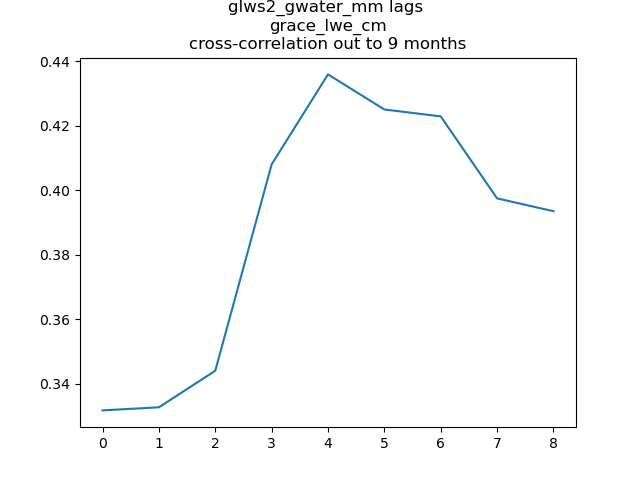 glws2_gwater_mm lags
grace_lwe_cm
cross-correlation out to 9 months
0.44
0.42
0.40
0.38
0.36
0.34
0 1 2 3 4 5 6 7 8